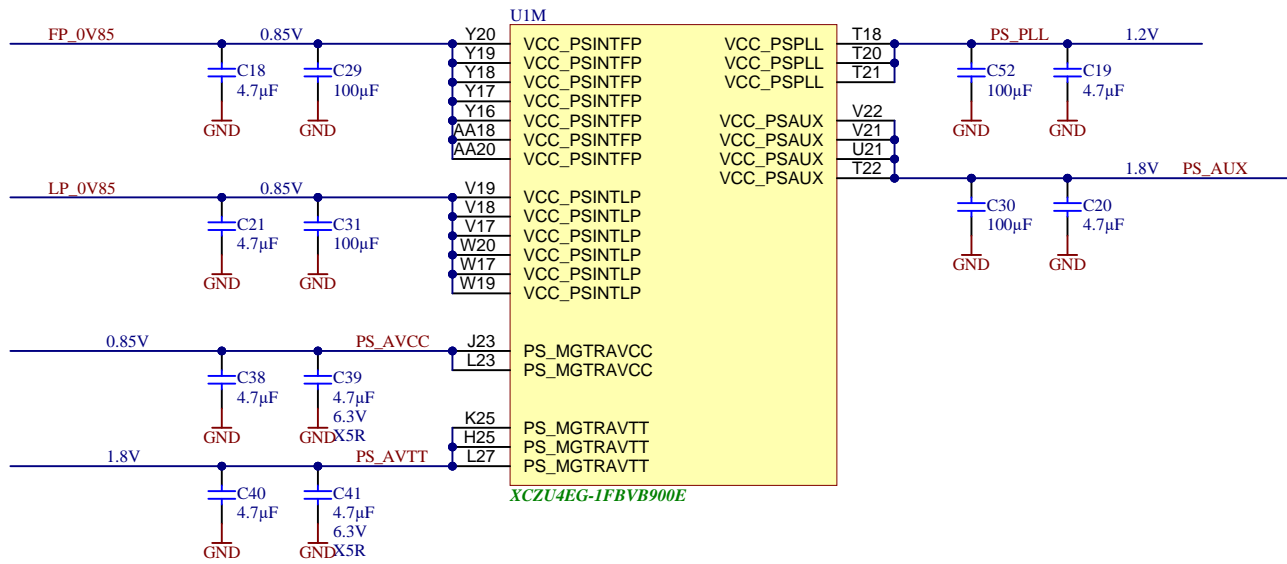 U1M
FP_0V85 0.85V
C18 4.7µF GND
C29 100µF GND
Y20 VCC_PSINTFP
Y19 VCC_PSINTFP
Y18 VCC_PSINTFP
Y17 VCC_PSINTFP
Y16 VCC_PSINTFP
AA18 VCC_PSINTFP
AA20 VCC_PSINTFP
LP_0V85 0.85V
C21 4.7µF GND
C31 100µF GND
V19 VCC_PSINTLP
V18 VCC_PSINTLP
V17 VCC_PSINTLP
W20 VCC_PSINTLP
W17 VCC_PSINTLP
W19 VCC_PSINTLP
0.85V PS_AVCC
C38 4.7µF GND
C39 4.7µF 6.3V X5R GND
J23 PS_MGTRAVCC
L23 PS_MGTRAVCC
K25 PS_MGTRAVTT
H25 PS_MGTRAVTT
L27 PS_MGTRAVTT
1.8V PS_AVTT
C40 4.7µF GND
C41 4.7µF 6.3V X5R GND
VCC_PSPLL T18 PS_PLL 1.2V
VCC_PSPLL T20
VCC_PSPLL T21
C52 100µF GND
C19 4.7µF GND
VCC_PSAUX V22
VCC_PSAUX V21
VCC_PSAUX U21
VCC_PSAUX T22 1.8V PS_AUX
C30 100µF GND
C20 4.7µF GND
XCZU4EG-1FBVB900E